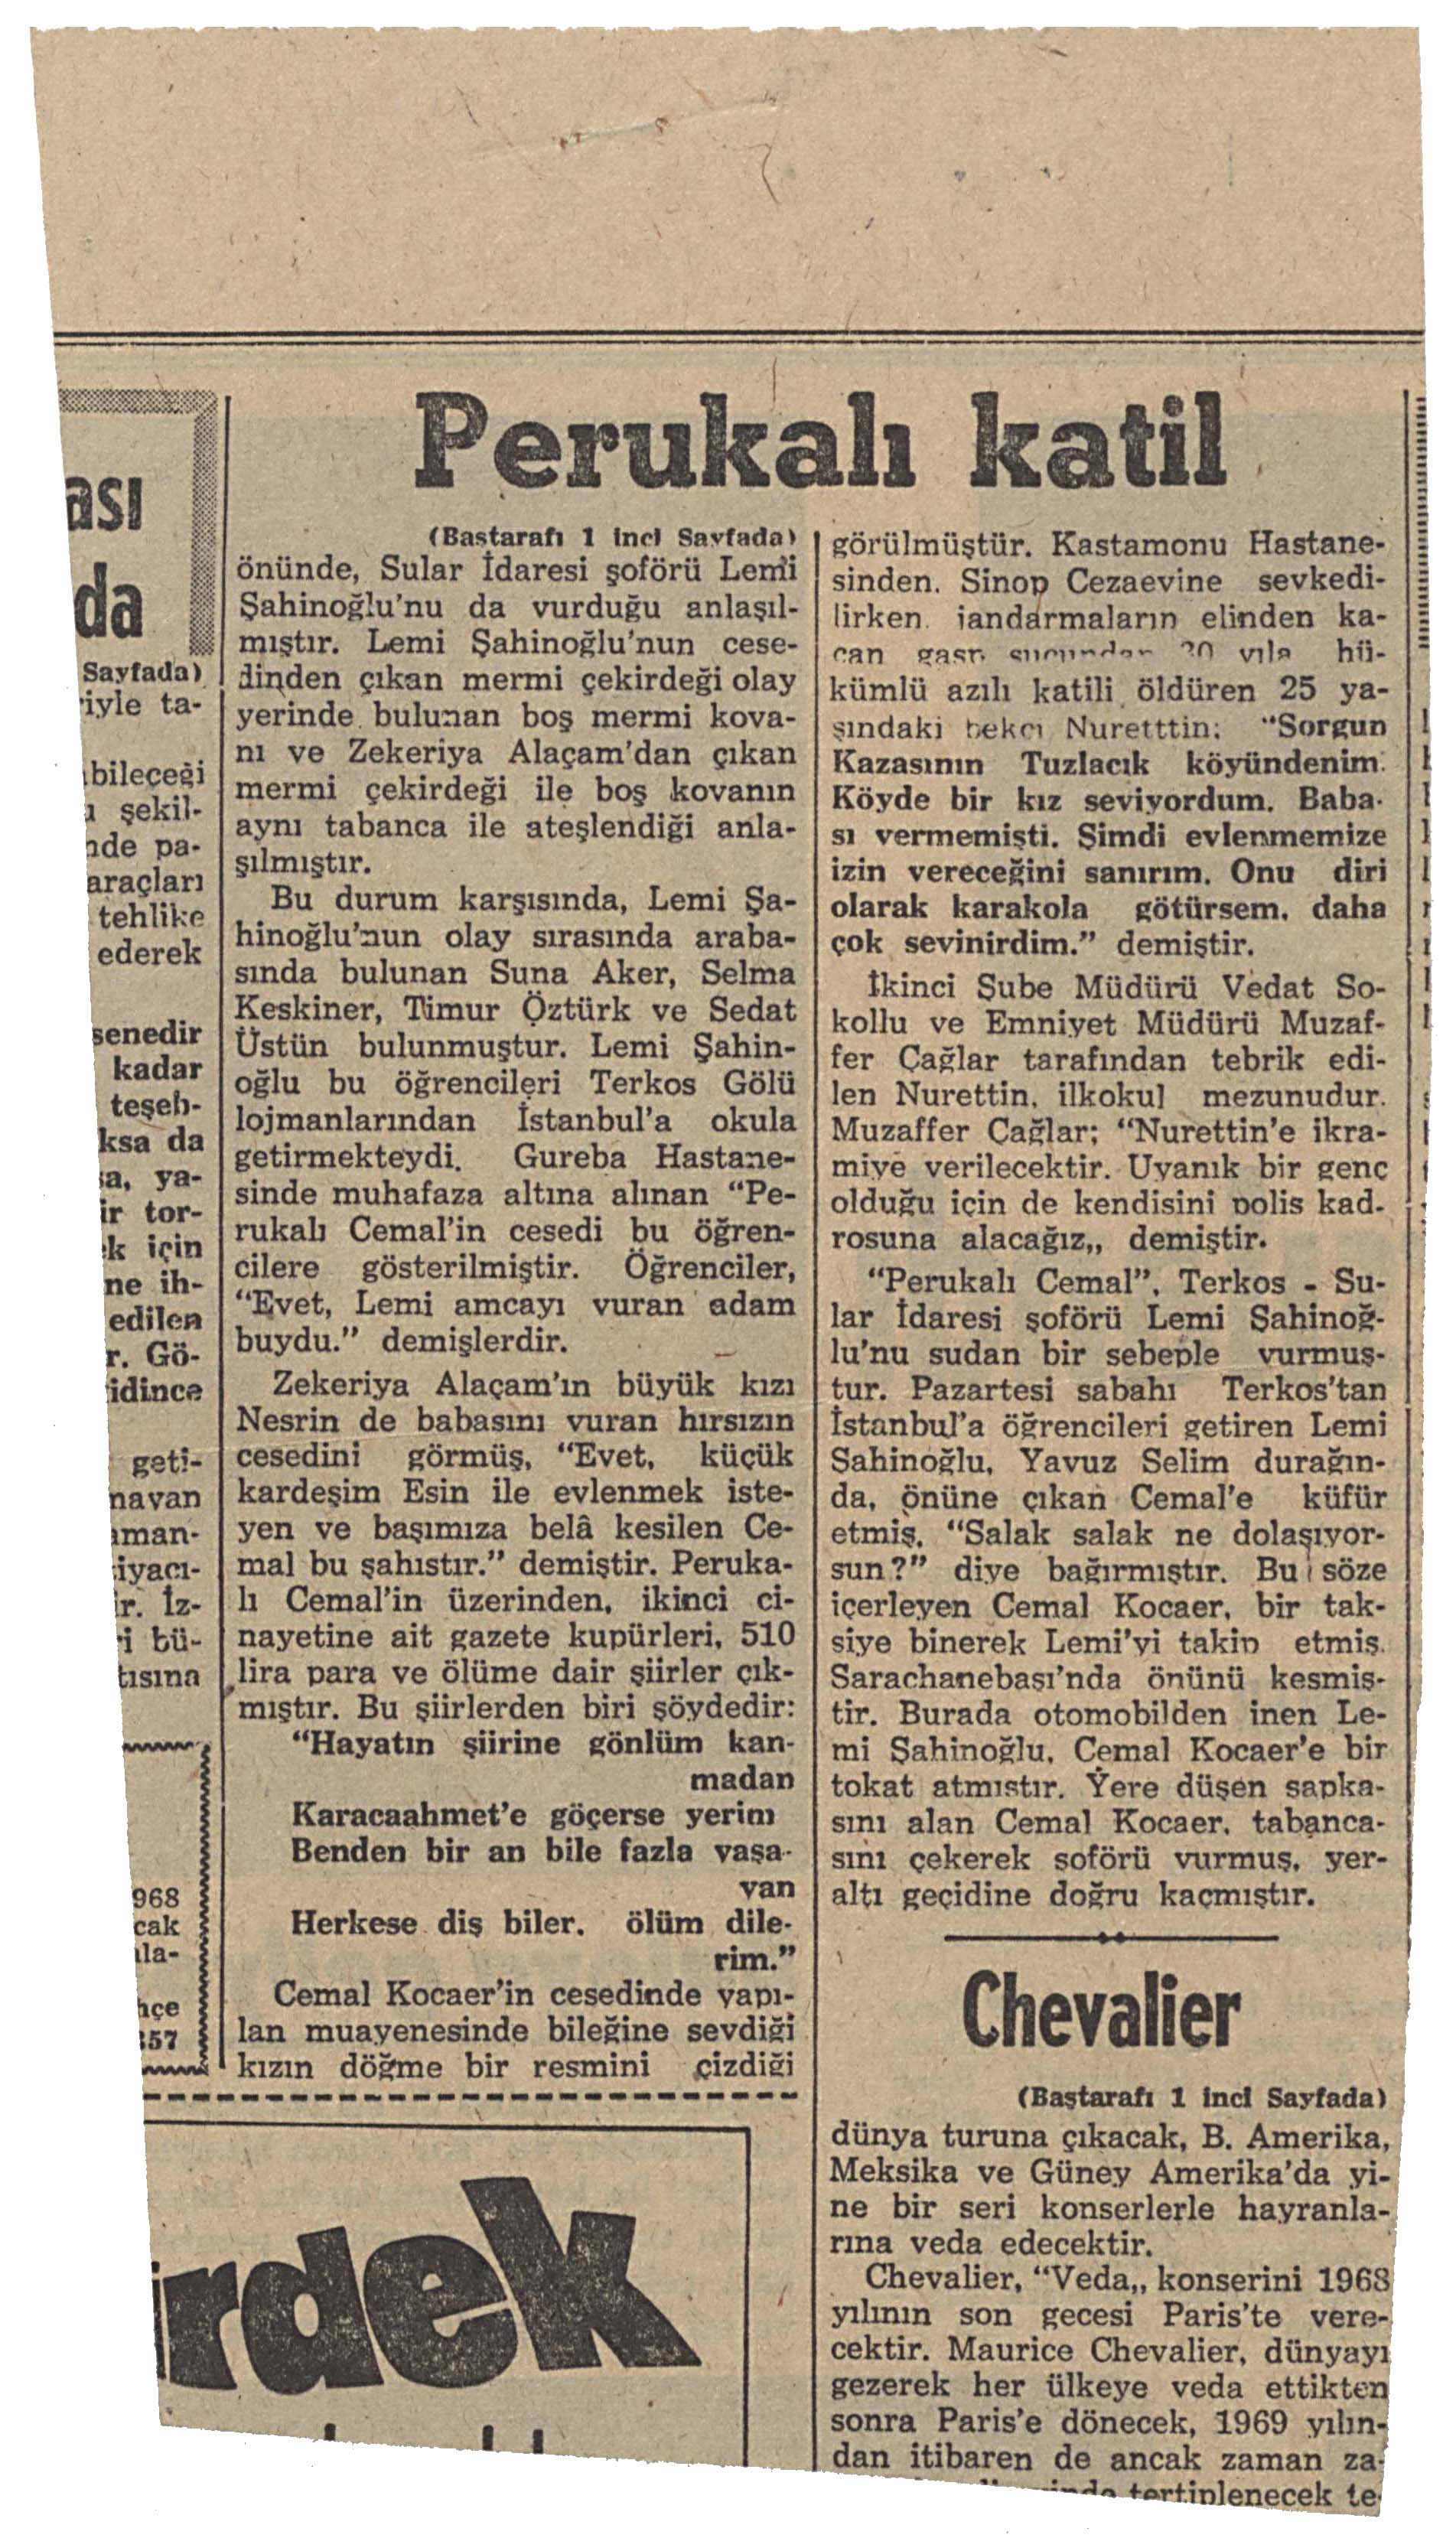 ası
da
Sayfada)
riyle ta-
bileceği
şekil-
nde pa-
araçları
tehlike
ederek
senedir
kadar
teşeb-
ksa da
sa, ya-
ir tor-
k için
ne ih-
edilen
r. Gö-
idince
geti-
navan
aman-
iyacı-
ir. İz-
i bü-
tısına
968
cak
ıla-
hçe
357
Perukalı katil
(Baştarafı 1 inci Sayfada)
önünde, Sular İdaresi şoförü Lemi
Şahinoğlu'nu da vurduğu anlaşıl-
mıştır. Lemi Şahinoğlu'nun cese-
dinden çıkan mermi çekirdeği olay
yerinde bulunan boş mermi kova-
nı ve Zekeriya Alaçam'dan çıkan
mermi çekirdeği ile boş kovanın
aynı tabanca ile ateşlendiği anla-
şılmıştır.
Bu durum karşısında, Lemi Şa-
hinoğlu'nun olay sırasında araba-
sında bulunan Suna Aker, Selma
Keskiner, Timur Öztürk ve Sedat
Üstün bulunmuştur. Lemi Şahin-
oğlu bu öğrencileri Terkos Gölü
lojmanlarından İstanbul'a okula
getirmekteydi. Gureba Hastane-
sinde muhafaza altına alınan “Pe-
rukalı Cemal'in cesedi bu öğren-
cilere gösterilmiştir. Öğrenciler,
“Evet, Lemi amcayı vuran adam
buydu.” demişlerdir.
Zekeriya Alaçam'ın büyük kızı
Nesrin de babasını vuran hırsızın
cesedini görmüş, “Evet, küçük
kardeşim Esin ile evlenmek iste-
yen ve başımıza belâ kesilen Ce-
mal bu şahıstır.” demiştir. Peruka-
lı Cemal'in üzerinden, ikinci ci-
nayetine ait gazete kupürleri, 510
lira para ve ölüme dair şiirler çık-
mıştır. Bu şiirlerden biri şöydedir:
“Hayatın şiirine gönlüm kan-
madan
Karacaahmet'e göçerse yerim
Benden bir an bile fazla yaşa-
yan
Herkese diş biler, ölüm dile-
rim.”
Cemal Kocaer'in cesedinde yapı-
lan muayenesinde bileğine sevdiği
kızın döğme bir resmini çizdiği
görülmüştür. Kastamonu Hastane-
sinden, Sinop Cezaevine sevkedi-
lirken, jandarmaların elinden ka-
çan gasp suçundan 20 yıla hü-
kümlü azılı katili öldüren 25 ya-
şındaki bekçi Nuretttin: “Sorgun
Kazasının Tuzlacık köyündenim.
Köyde bir kız seviyordum. Baba-
sı vermemişti. Şimdi evlenmemize
izin vereceğini sanırım. Onu diri
olarak karakola götürsem, daha
çok sevinirdim.” demiştir.
İkinci Şube Müdürü Vedat So-
kollu ve Emniyet Müdürü Muzaf-
fer Çağlar tarafından tebrik edi-
len Nurettin, ilkokul mezunudur.
Muzaffer Çağlar; “Nurettin'e ikra-
miye verilecektir. Uyanık bir genç
olduğu için de kendisini polis kad-
rosuna alacağız,, demiştir.
“Perukalı Cemal”, Terkos - Su-
lar İdaresi şoförü Lemi Şahinoğ-
lu'nu sudan bir sebeple vurmuş-
tur. Pazartesi sabahı Terkos'tan
İstanbul'a öğrencileri getiren Lemi
Şahinoğlu, Yavuz Selim durağın-
da, önüne çıkan Cemal'e küfür
etmiş, “Salak salak ne dolaşıyor-
sun?” diye bağırmıştır. Bu söze
içerleyen Cemal Kocaer, bir tak-
siye binerek Lemi'yi takip etmiş.
Saraçhanebaşı'nda önünü kesmiş-
tir. Burada otomobilden inen Le-
mi Şahinoğlu, Cemal Kocaer'e bir
tokat atmıştır. Yere düşen şapka-
sını alan Cemal Kocaer, tabanca-
sını çekerek şoförü vurmuş, yer-
altı geçidine doğru kaçmıştır.
Chevalier
(Baştarafı 1 inci Sayfada)
dünya turuna çıkacak, B. Amerika,
Meksika ve Güney Amerika'da yi-
ne bir seri konserlerle hayranla-
rına veda edecektir.
Chevalier, “Veda,, konserini 1968
yılının son gecesi Paris'te vere-
cektir. Maurice Chevalier, dünyayı
gezerek her ülkeye veda ettikten
sonra Paris'e dönecek, 1969 yılın-
dan itibaren de ancak zaman za-
tertiplenecek te
irdek